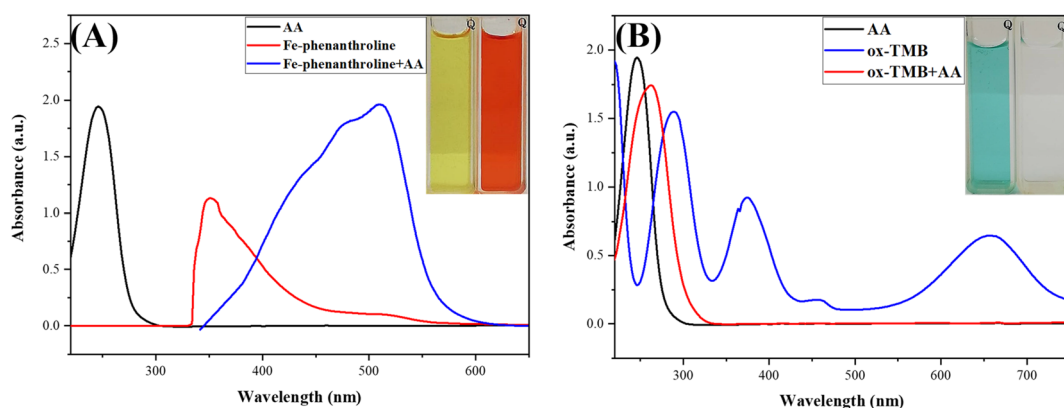 (A)
AA
Fe-phenanthroline
Fe-phenanthroline+AA
Q
Q
2.5
2.0
1.5
1.0
0.5
0.0
Absorbance (a.u.)
300
400
500
600
Wavelength (nm)
(B)
AA
ox-TMB
ox-TMB+AA
Q
Q
2.0
1.5
1.0
0.5
0.0
Absorbance (a.u.)
300
400
500
600
700
Wavelength (nm)